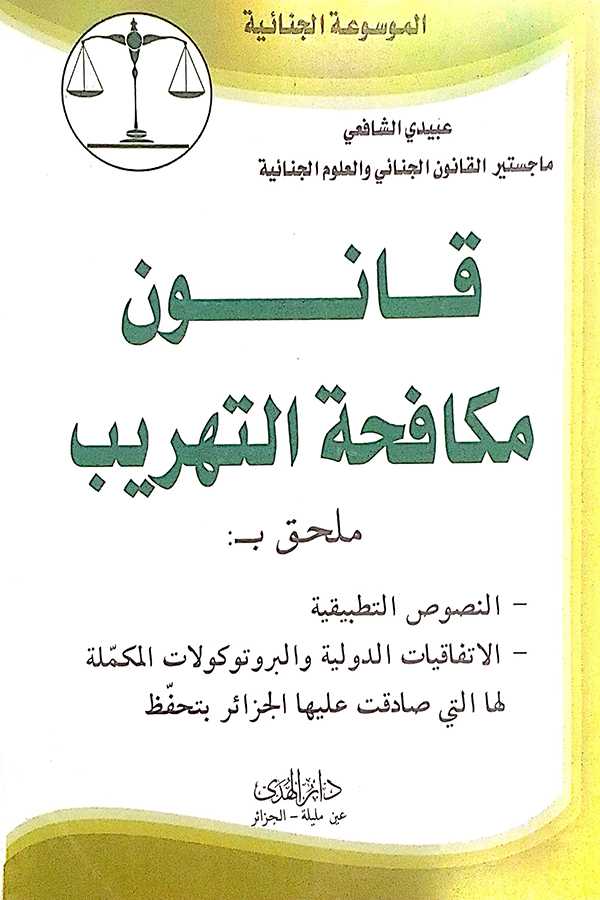 الموسوعة الجنائية
عبيدي الشافعي
ماجستير القانون الجنائي والعلوم الجنائية
قانون
مكافحة التهريب
ملحق بـ:
- النصوص التطبيقية
- الاتفاقيات الدولية والبروتوكولات المكمّلة
لها التي صادقت عليها الجزائر بتحفّظ
دار الهدى
عين مليلة - الجزائر